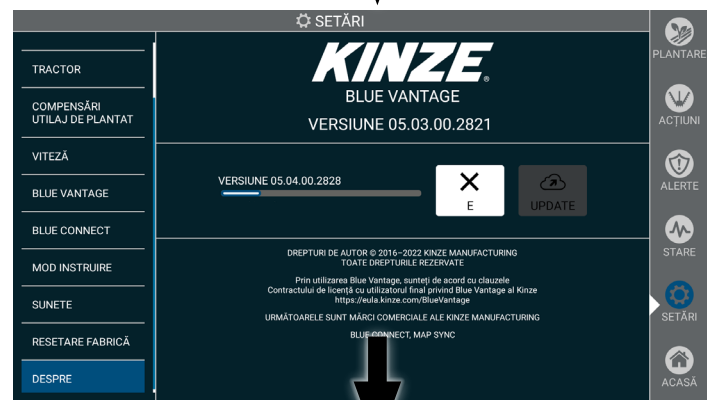 SETĂRI
TRACTOR
COMPENSĂRI
UTILAJ DE PLANTAT
VITEZĂ
BLUE VANTAGE
BLUE CONNECT
MOD INSTRUIRE
SUNETE
RESETARE FABRICĂ
DESPRE
KINZE®
BLUE VANTAGE
VERSIUNE 05.03.00.2821
VERSIUNE 05.04.00.2828
E
UPDATE
DREPTURI DE AUTOR © 2016–2022 KINZE MANUFACTURING
TOATE DREPTURILE REZERVATE
Prin utilizarea Blue Vantage, sunteți de acord cu clauzele
Contractului de licență cu utilizatorul final privind Blue Vantage al Kinze
https://eula.kinze.com/BlueVantage
URMĂTOARELE SUNT MĂRCI COMERCIALE ALE KINZE MANUFACTURING
BLUE CONNECT, MAP SYNC
PLANTARE
ACȚIUNI
ALERTE
STARE
SETĂRI
ACASĂ